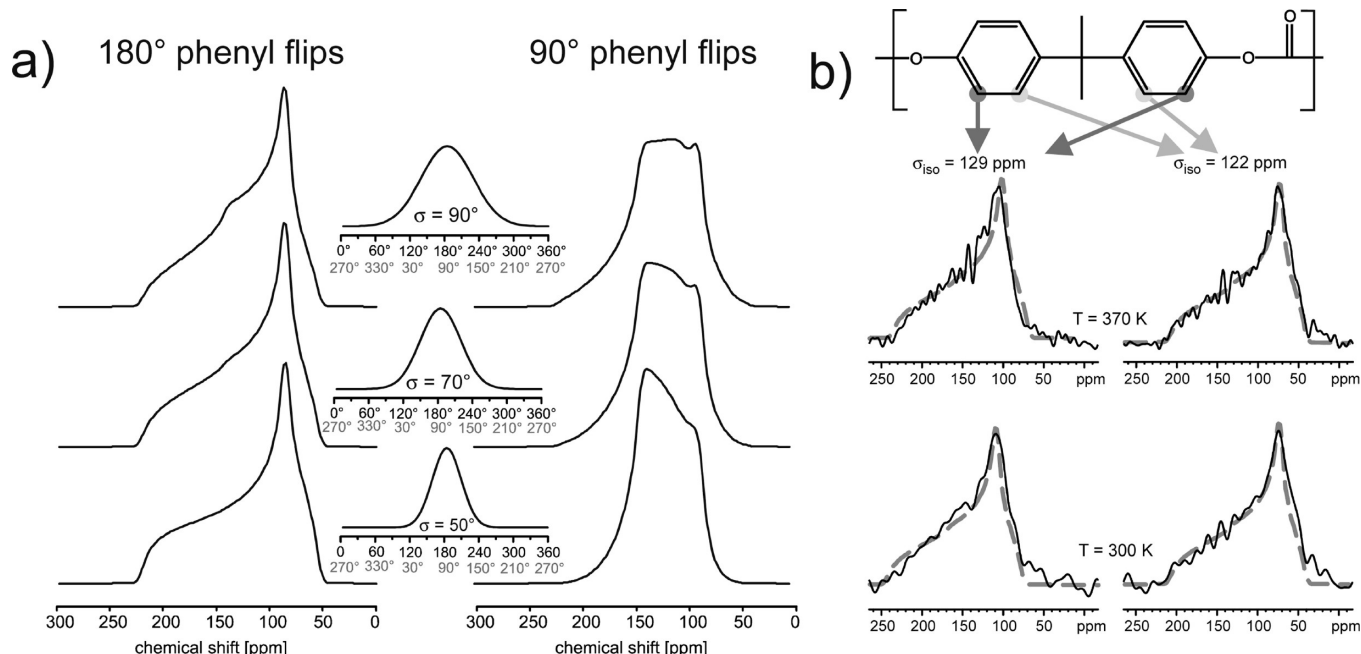 a)
180° phenyl flips
90° phenyl flips
σ = 90°
0° 60° 120° 180° 240° 300° 360°
270° 330° 30° 90° 150° 210° 270°
σ = 70°
0° 60° 120° 180° 240° 300° 360°
270° 330° 30° 90° 150° 210° 270°
σ = 50°
0° 60° 120° 180° 240° 300° 360°
270° 330° 30° 90° 150° 210° 270°
300 250 200 150 100 50 0
chemical shift [ppm]
300 250 200 150 100 50 0
chemical shift [ppm]
b)
O
O
O
σiso = 129 ppm
σiso = 122 ppm
T = 370 K
250 200 150 100 50 ppm
250 200 150 100 50 ppm
T = 300 K
250 200 150 100 50 ppm
250 200 150 100 50 ppm